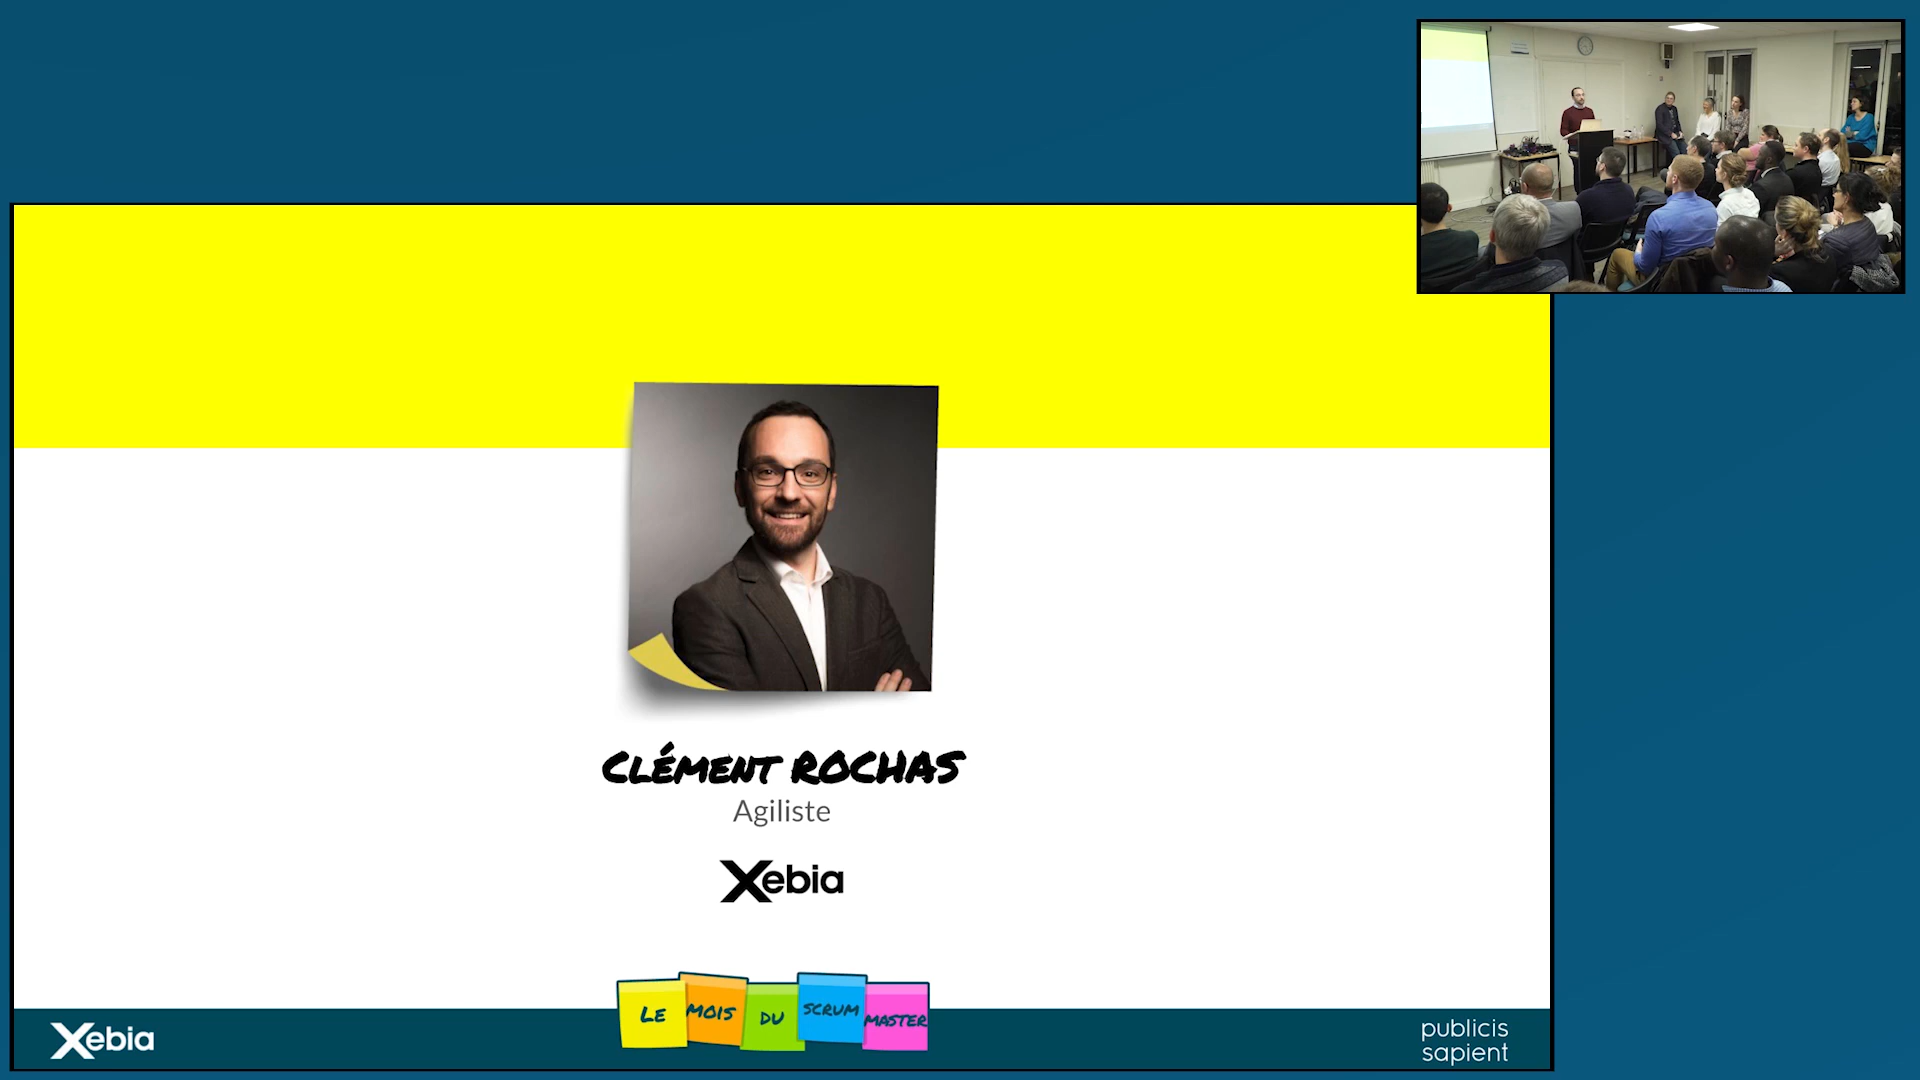 CLÉMENT ROCHAS
Agiliste
Xebia
Xebia
LE MOIS DU SCRUM MASTER
publicis
sapient